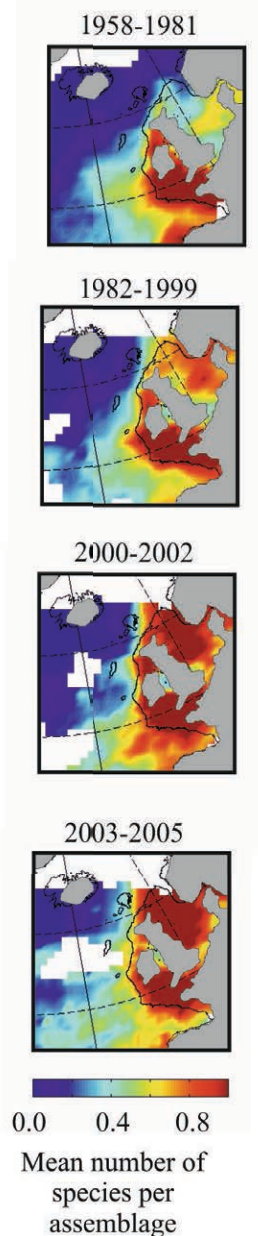 1958-1981
1982-1999
2000-2002
2003-2005
0.0 0.4 0.8
Mean number of
species per
assemblage